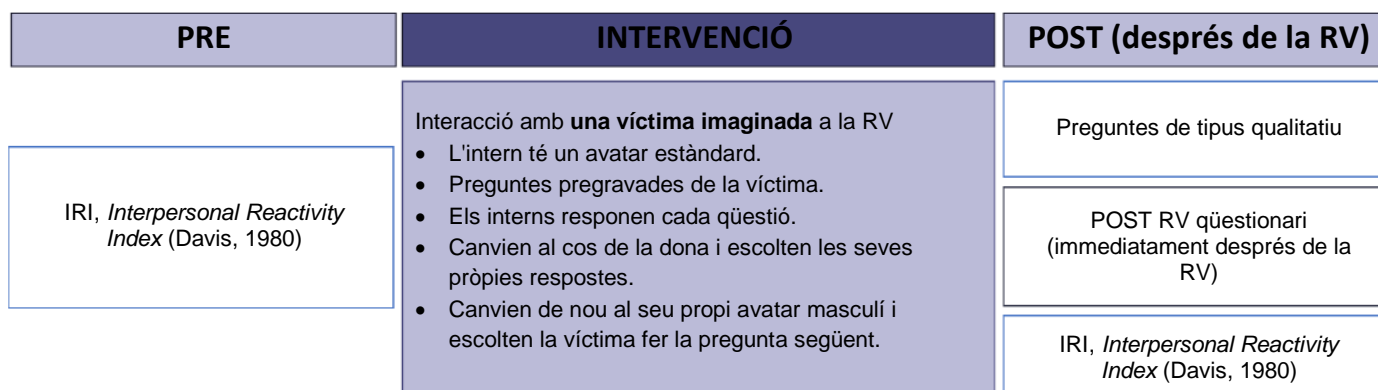 PRE
INTERVENCIÓ
POST (després de la RV)
IRI, Interpersonal Reactivity
Index (Davis, 1980)
Interacció amb una víctima imaginada a la RV
• L'intern té un avatar estàndard.
• Preguntes pregravades de la víctima.
• Els interns responen cada qüestió.
• Canvien al cos de la dona i escolten les seves
pròpies respostes.
• Canvien de nou al seu propi avatar masculí i
escolten la víctima fer la pregunta següent.
Preguntes de tipus qualitatiu
POST RV qüestionari
(immediatament després de la
RV)
IRI, Interpersonal Reactivity
Index (Davis, 1980)